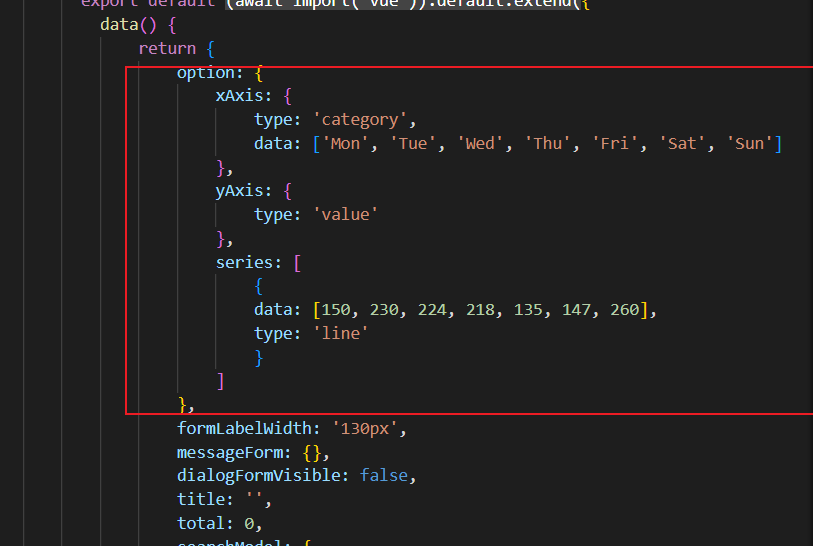 export default (await import('vue')).default.extend({
data() {
return {
option: {
xAxis: {
type: 'category',
data: ['Mon', 'Tue', 'Wed', 'Thu', 'Fri', 'Sat', 'Sun']
},
yAxis: {
type: 'value'
},
series: [
{
data: [150, 230, 224, 218, 135, 147, 260],
type: 'line'
}
]
},
formLabelWidth: '130px',
messageForm: {},
dialogFormVisible: false,
title: '',
total: 0,
searchModel: {